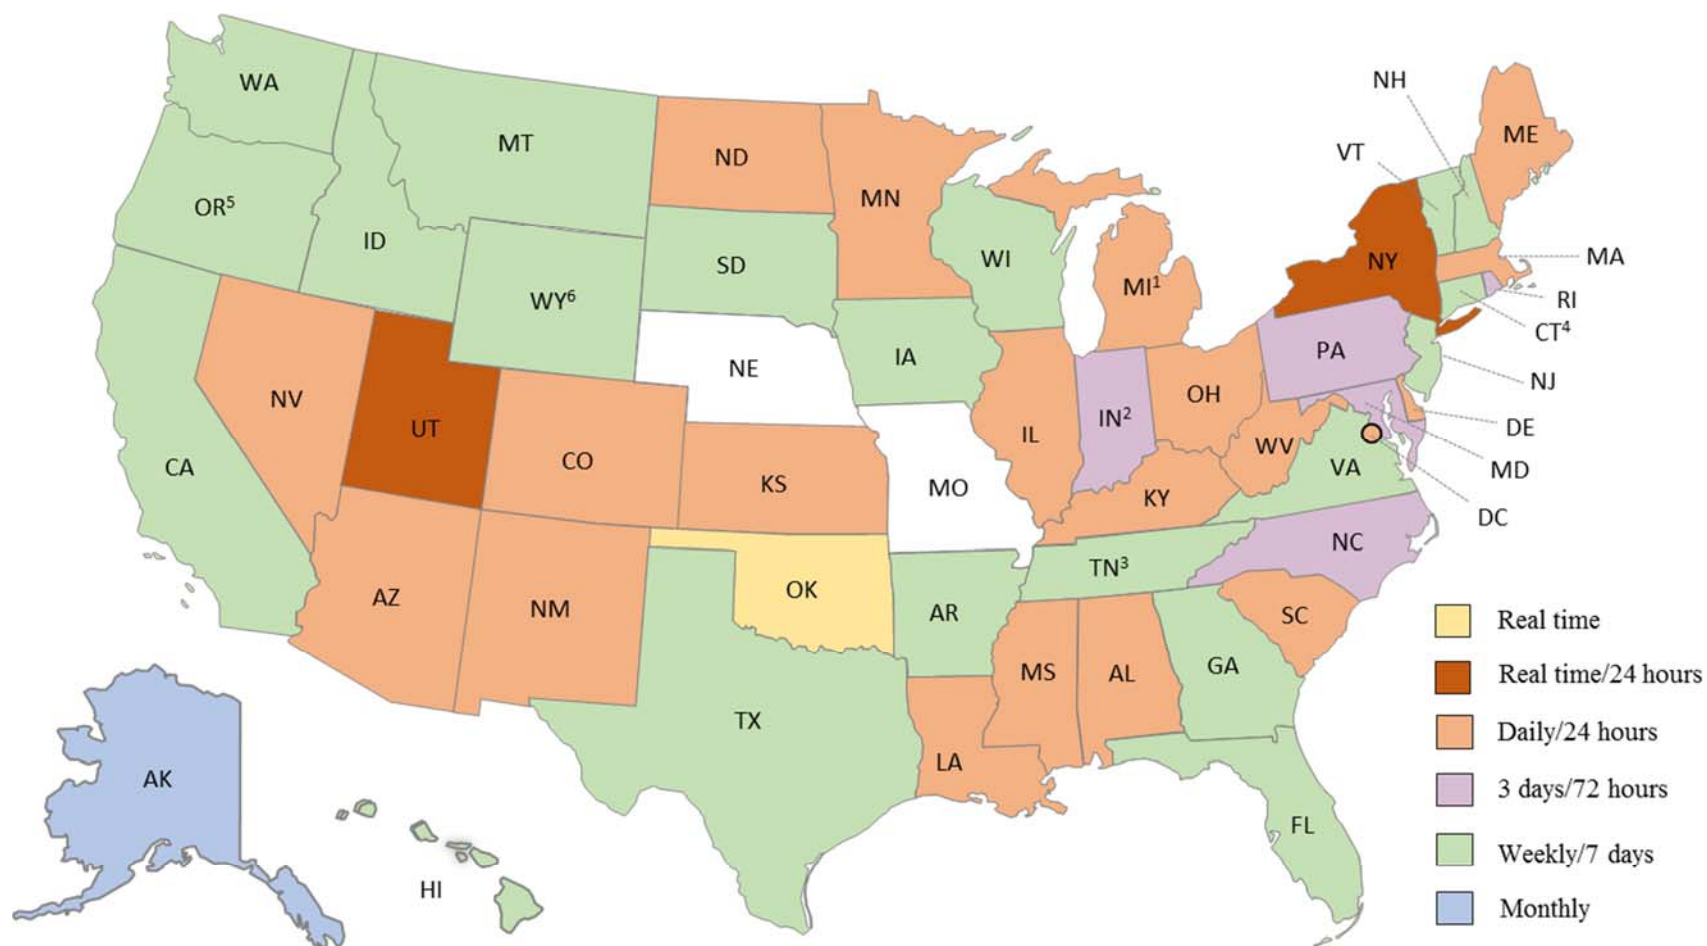 WA
MT
ND
MN
OR⁵
ID
WY⁶
SD
WI
MI¹
NH
VT
ME
NY
MA
RI
CT⁴
NJ
PA
NE
IA
NV
UT
CO
KS
MO
IL
IN²
OH
WV
KY
VA
DE
MD
DC
CA
AZ
NM
OK
AR
TN³
NC
SC
MS
AL
GA
TX
LA
FL
AK
HI
Real time
Real time/24 hours
Daily/24 hours
3 days/72 hours
Weekly/7 days
Monthly